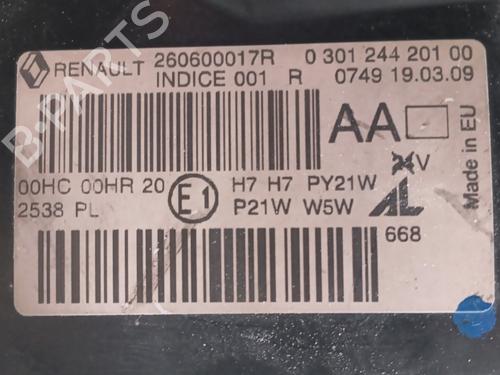 RENAULT 260600017R 0 301 244 201 00
INDICE 001 R 0749 19.03.09
AA
Made in EU
00HC 00HR 20 E1 H7 H7 PY21W V
2538 PL P21W W5W AL
668
B-PARTS